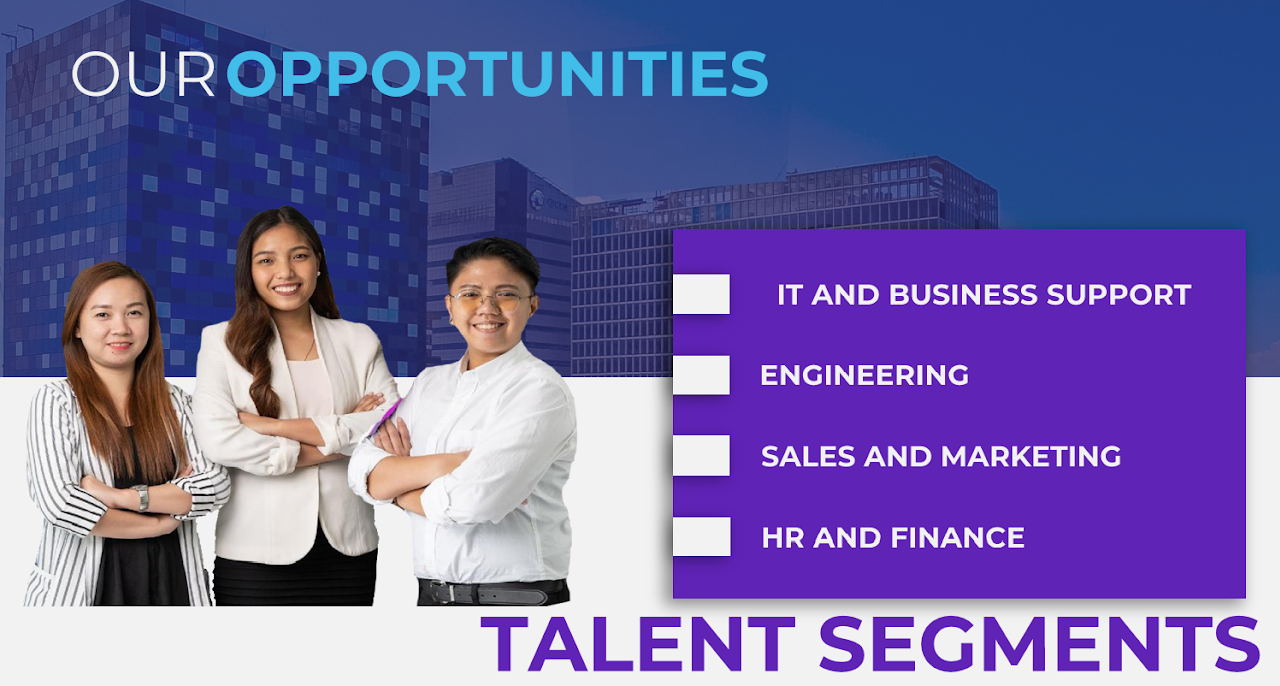 OUR OPPORTUNITIES
IT AND BUSINESS SUPPORT
ENGINEERING
SALES AND MARKETING
HR AND FINANCE
TALENT SEGMENTS